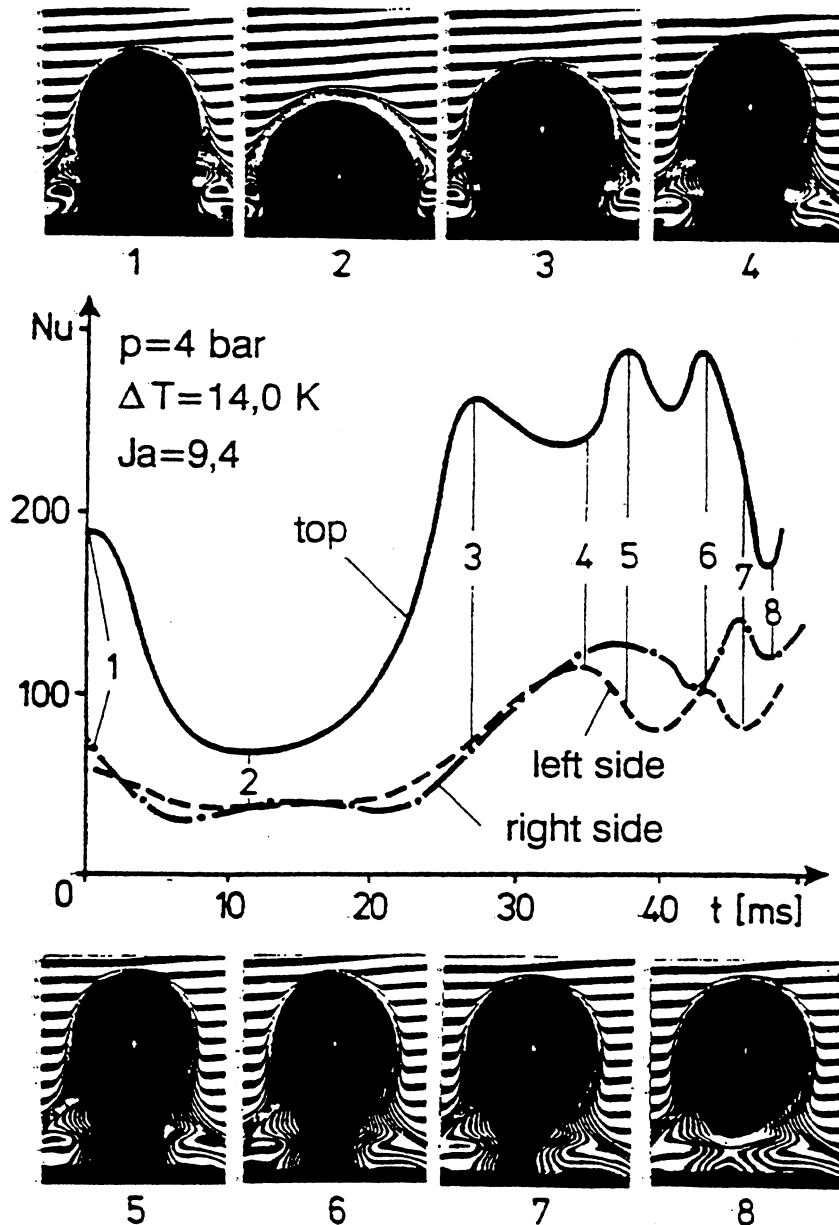 1 2 3 4
Nu
p=4 bar
ΔT=14,0 K
Ja=9,4
200
top
3 4 5 6 7 8
1
100
2
left side
right side
0 10 20 30 40 t [ms]
5 6 7 8